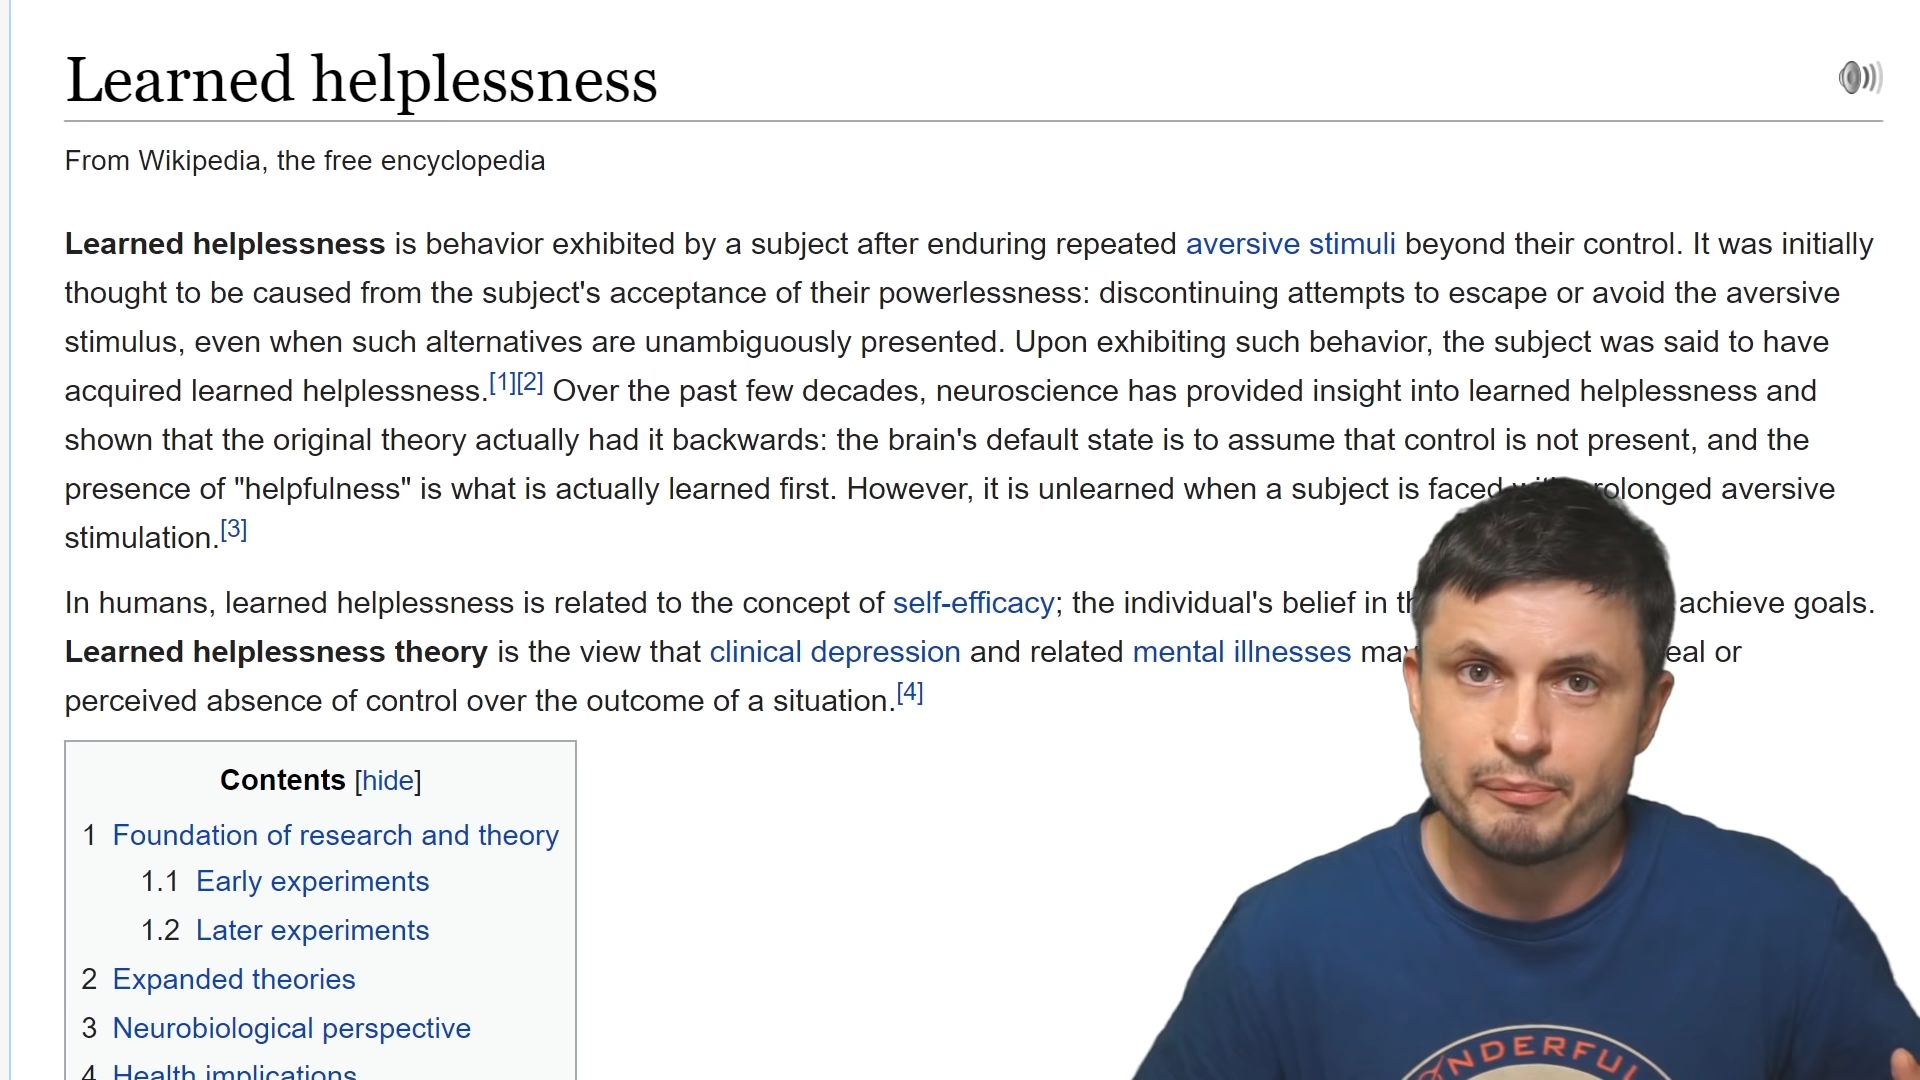 Learned helplessness
From Wikipedia, the free encyclopedia
Learned helplessness is behavior exhibited by a subject after enduring repeated aversive stimuli beyond their control. It was initially
thought to be caused from the subject's acceptance of their powerlessness: discontinuing attempts to escape or avoid the aversive
stimulus, even when such alternatives are unambiguously presented. Upon exhibiting such behavior, the subject was said to have
acquired learned helplessness.[1][2] Over the past few decades, neuroscience has provided insight into learned helplessness and
shown that the original theory actually had it backwards: the brain's default state is to assume that control is not present, and the
presence of "helpfulness" is what is actually learned first. However, it is unlearned when a subject is faced with prolonged aversive
stimulation.[3]
In humans, learned helplessness is related to the concept of self-efficacy; the individual's belief in achieve goals.
Learned helplessness theory is the view that clinical depression and related mental illnesses may or
perceived absence of control over the outcome of a situation.[4]
Contents [hide]
1 Foundation of research and theory
1.1 Early experiments
1.2 Later experiments
2 Expanded theories
3 Neurobiological perspective
4 Health implications
NDERFUL